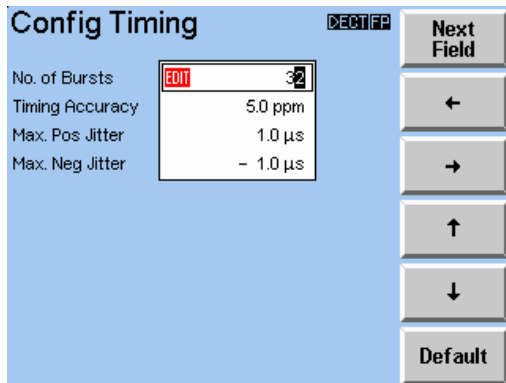 Config Timing
DECT FP
No. of Bursts EDIT 32
Timing Accuracy 5.0 ppm
Max. Pos Jitter 1.0 µs
Max. Neg Jitter - 1.0 µs
Next
Field
←
→
↑
↓
Default